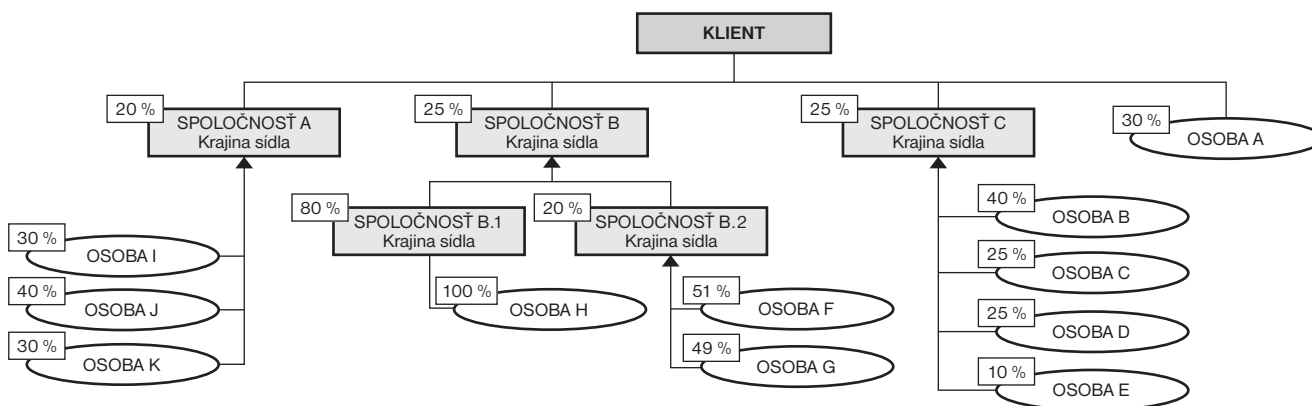 KLIENT
20 %
SPOLOČNOSŤ A
Krajina sídla
25 %
SPOLOČNOSŤ B
Krajina sídla
25 %
SPOLOČNOSŤ C
Krajina sídla
30 %
OSOBA A
80 %
SPOLOČNOSŤ B.1
Krajina sídla
20 %
SPOLOČNOSŤ B.2
Krajina sídla
30 %
OSOBA I
40 %
OSOBA J
30 %
OSOBA K
100 %
OSOBA H
51 %
OSOBA F
49 %
OSOBA G
40 %
OSOBA B
25 %
OSOBA C
25 %
OSOBA D
10 %
OSOBA E